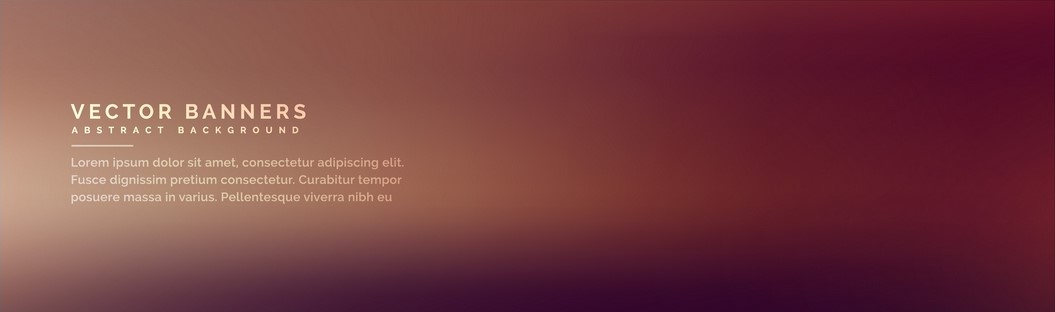 VECTOR BANNERS
ABSTRACT BACKGROUND
Lorem ipsum dolor sit amet, consectetur adipiscing elit.
Fusce dignissim pretium consectetur. Curabitur tempor
posuere massa in varius. Pellentesque viverra nibh eu